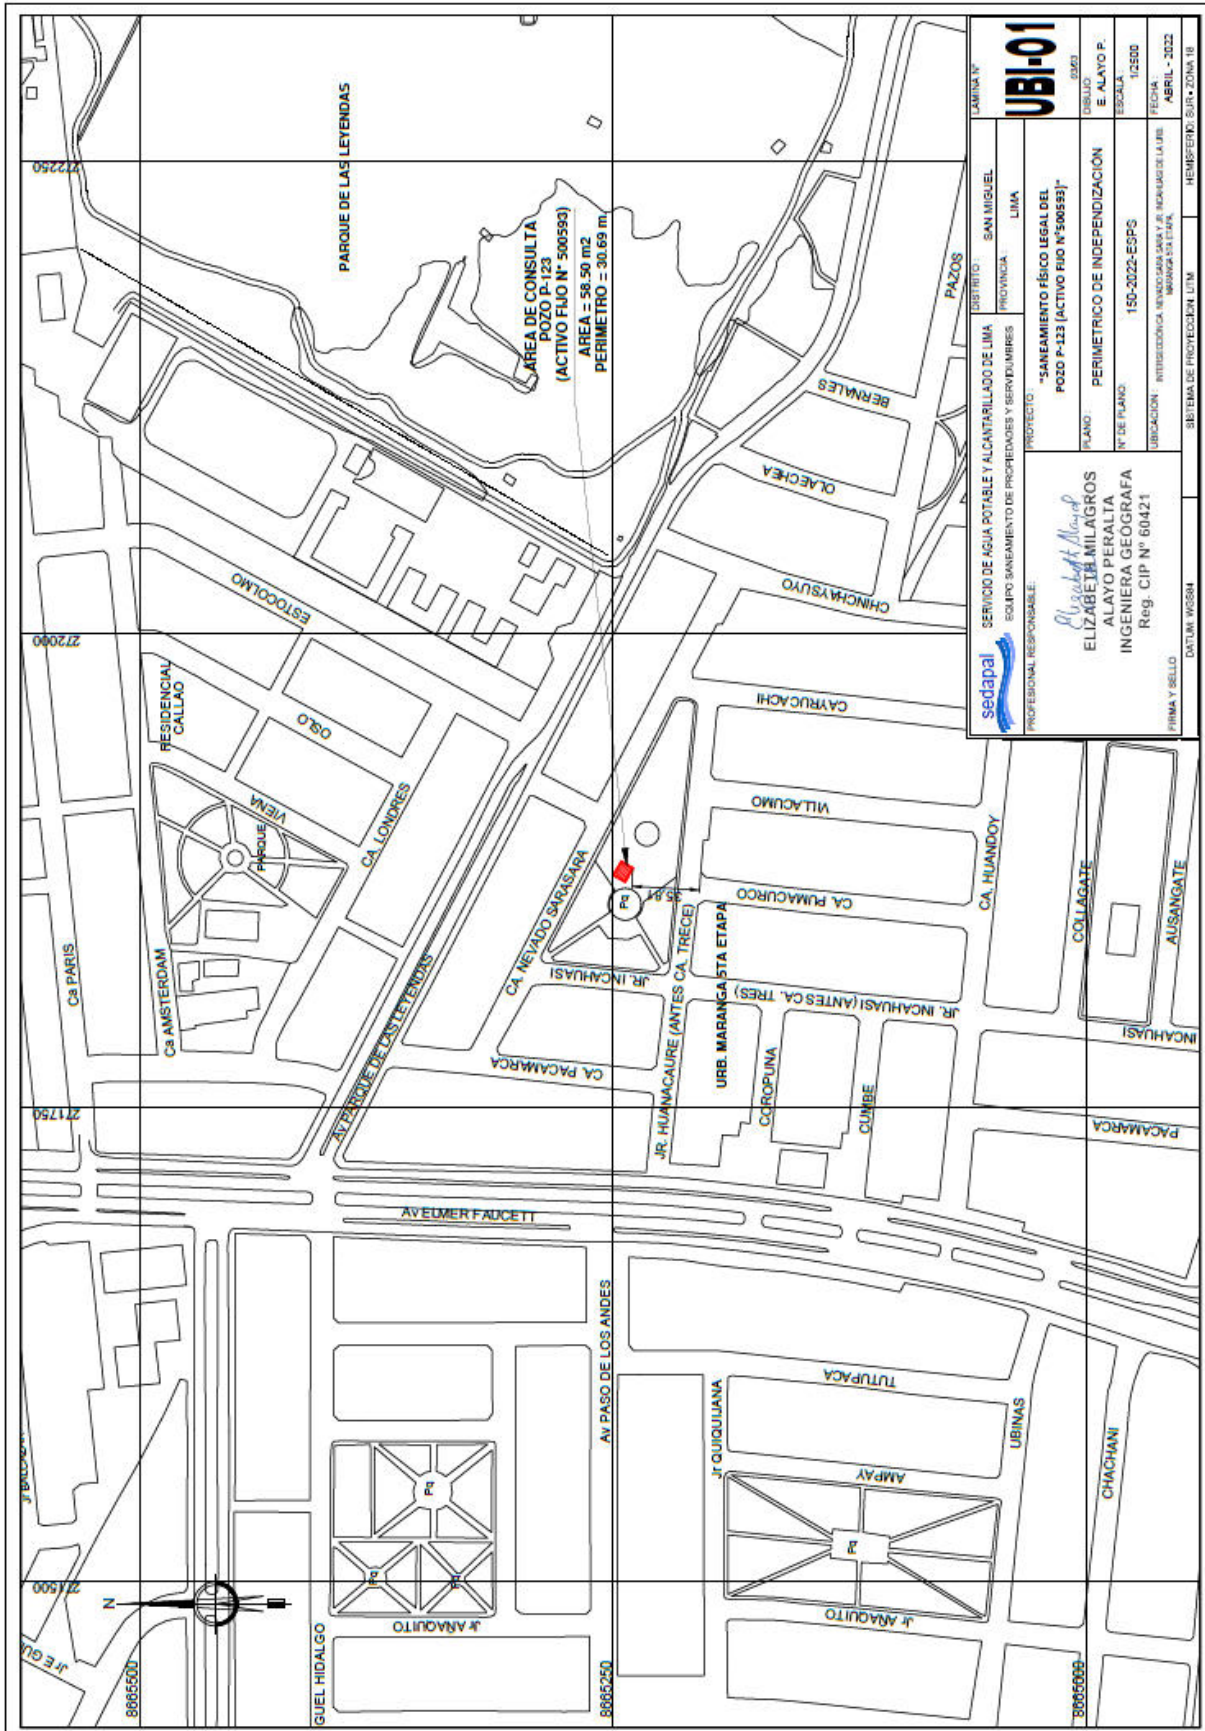 8665500
8665250
8665000
271500
271750
272000
272250
N
Ca PARIS
Ca AMSTERDAM
RESIDENCIAL
CALLAO
ESTOCOLMO
OSLO
VIENA
PARQUE
CA. LONDRES
PARQUE DE LAS LEYENDAS
AREA DE CONSULTA
POZO P-123
(ACTIVO FIJO N° 500593)
AREA = 58.50 m2
PERIMETRO = 30.69 m
GUEL HIDALGO
Jr AÑAQUITO
Pq
Pq
Pq
Av ELMER FAUCETT
Av PARQUE DE LAS LEYENDAS
CA. NEVADO SARASARA
CA. PACAMARCA
JR. INCAHUASI
Pq
Av PASO DE LOS ANDES
JR. HUANACAURE (ANTES CA. TRECE)
URB. MARANGA 5TA ETAPA
JR. INCAHUASI (ANTES CA. TRES)
CA. PUMACURCO
VILLACUMO
CAYRUCACHI
CHINCHAYSUYO
OLAECHEA
BERNALES
PAZOS
Jr QUIQUIJANA
TUTUPACA
AMPAY
Pq
Jr AÑAQUITO
COROPUNA
CUMBE
CA. HUANDOY
UBINAS
CHACHANI
PACAMARCA
INCAHUASI
COLLAGATE
AUSANGATE
sedapal
SERVICIO DE AGUA POTABLE Y ALCANTARILLADO DE LIMA
EQUIPO SANEAMIENTO DE PROPIEDADES Y SERVIDUMBRES
DISTRITO : SAN MIGUEL
PROVINCIA : LIMA
LAMINA N°
UBI-01
PROFESIONAL RESPONSABLE:
ELIZABETH MILAGROS
ALAYO PERALTA
INGENIERA GEÓGRAFA
Reg. CIP N° 60421
FIRMA Y SELLO
PROYECTO :
"SANEAMIENTO FÍSICO LEGAL DEL
POZO P-123 (ACTIVO FIJO N°500593)"
PLANO : PERIMETRICO DE INDEPENDIZACIÓN
N° DE PLANO: 150-2022-ESPS
DIBUJO: E. ALAYO P.
ESCALA : 1/2500
FECHA : ABRIL - 2022
UBICACION :
DATUM: WGS84
SISTEMA DE PROYECCIÓN: UTM
HEMISFERIO: SUR - ZONA 18